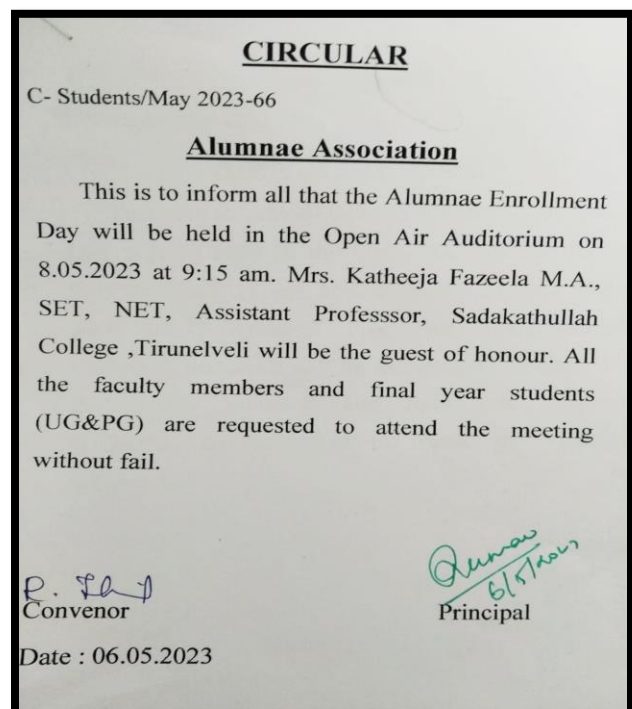 CIRCULAR
C- Students/May 2023-66
Alumnae Association
This is to inform all that the Alumnae Enrollment
Day will be held in the Open Air Auditorium on
8.05.2023 at 9:15 am. Mrs. Katheeja Fazeela M.A.,
SET, NET, Assistant Professsor, Sadakathullah
College ,Tirunelveli will be the guest of honour. All
the faculty members and final year students
(UG&PG) are requested to attend the meeting
without fail.
6/5/2023
Convenor
Principal
Date : 06.05.2023